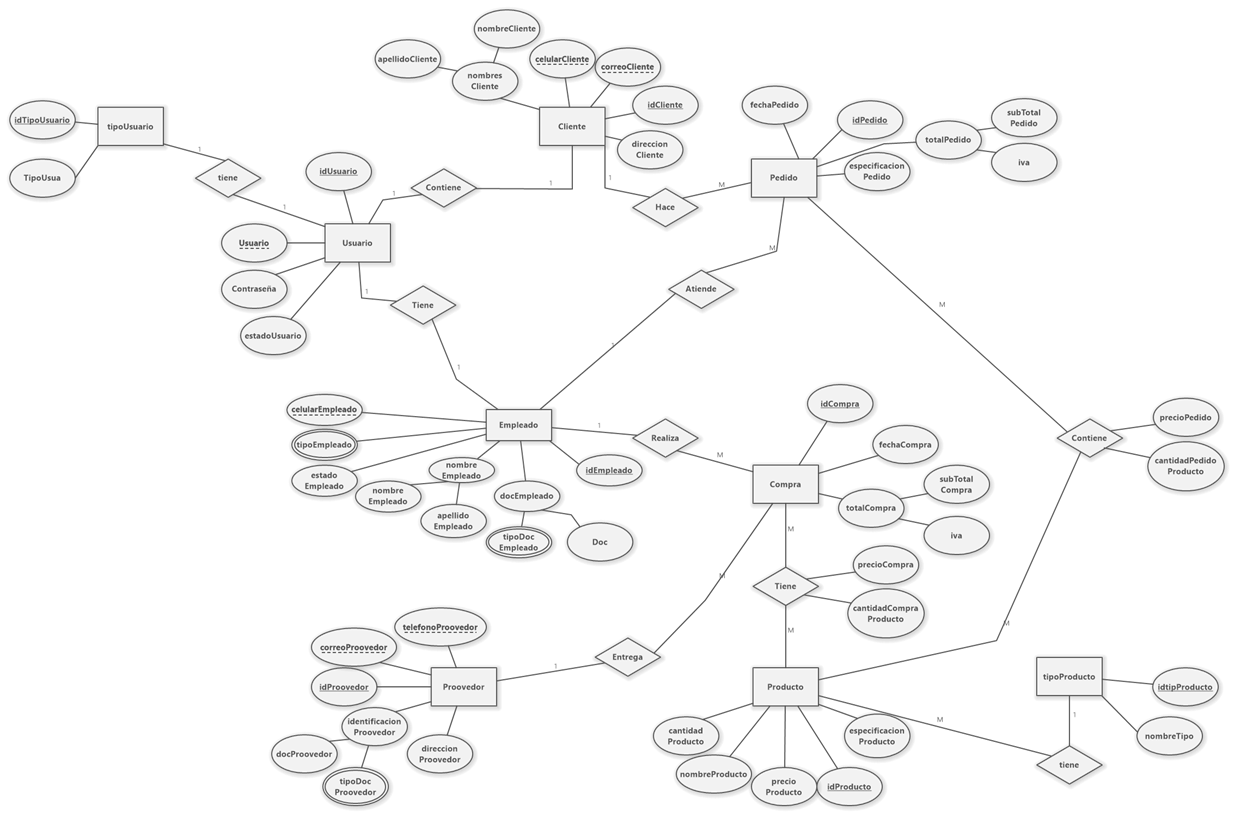 nombreCliente
apellidoCliente
celularCliente
correoCliente
nombres
Cliente
idTipoUsuario
tipoUsuario
Cliente
idCliente
fechaPedido
idPedido
subTotal
Pedido
totalPedido
iva
direccion
Cliente
especificacion
Pedido
Pedido
TipoUsua
1
tiene
1
idUsuario
1
Contiene
1
1
Hace
M
Usuario
Usuario
Contraseña
estadoUsuario
1
Tiene
1
M
Atiende
1
M
celularEmpleado
tipoEmpleado
estado
Empleado
Empleado
nombre
Empleado
nombre
Empleado
apellido
Empleado
docEmpleado
tipoDoc
Empleado
Doc
idEmpleado
1
Realiza
M
idCompra
fechaCompra
Compra
totalCompra
subTotal
Compra
iva
Contiene
precioPedido
cantidadPedido
Producto
M
M
Tiene
precioCompra
cantidadCompra
Producto
M
M
telefonoProovedor
correoProovedor
idProovedor
Proovedor
identificacion
Proovedor
docProovedor
tipoDoc
Proovedor
direccion
Proovedor
1
Entrega
Producto
cantidad
Producto
nombreProducto
precio
Producto
idProducto
especificacion
Producto
M
tipoProducto
idtipProducto
nombreTipo
1
tiene